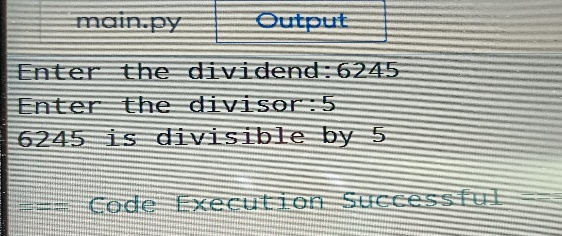 main.py Output
Enter the dividend:6245
Enter the divisor:5
6245 is divisible by 5
=== Code Execution Successful ===